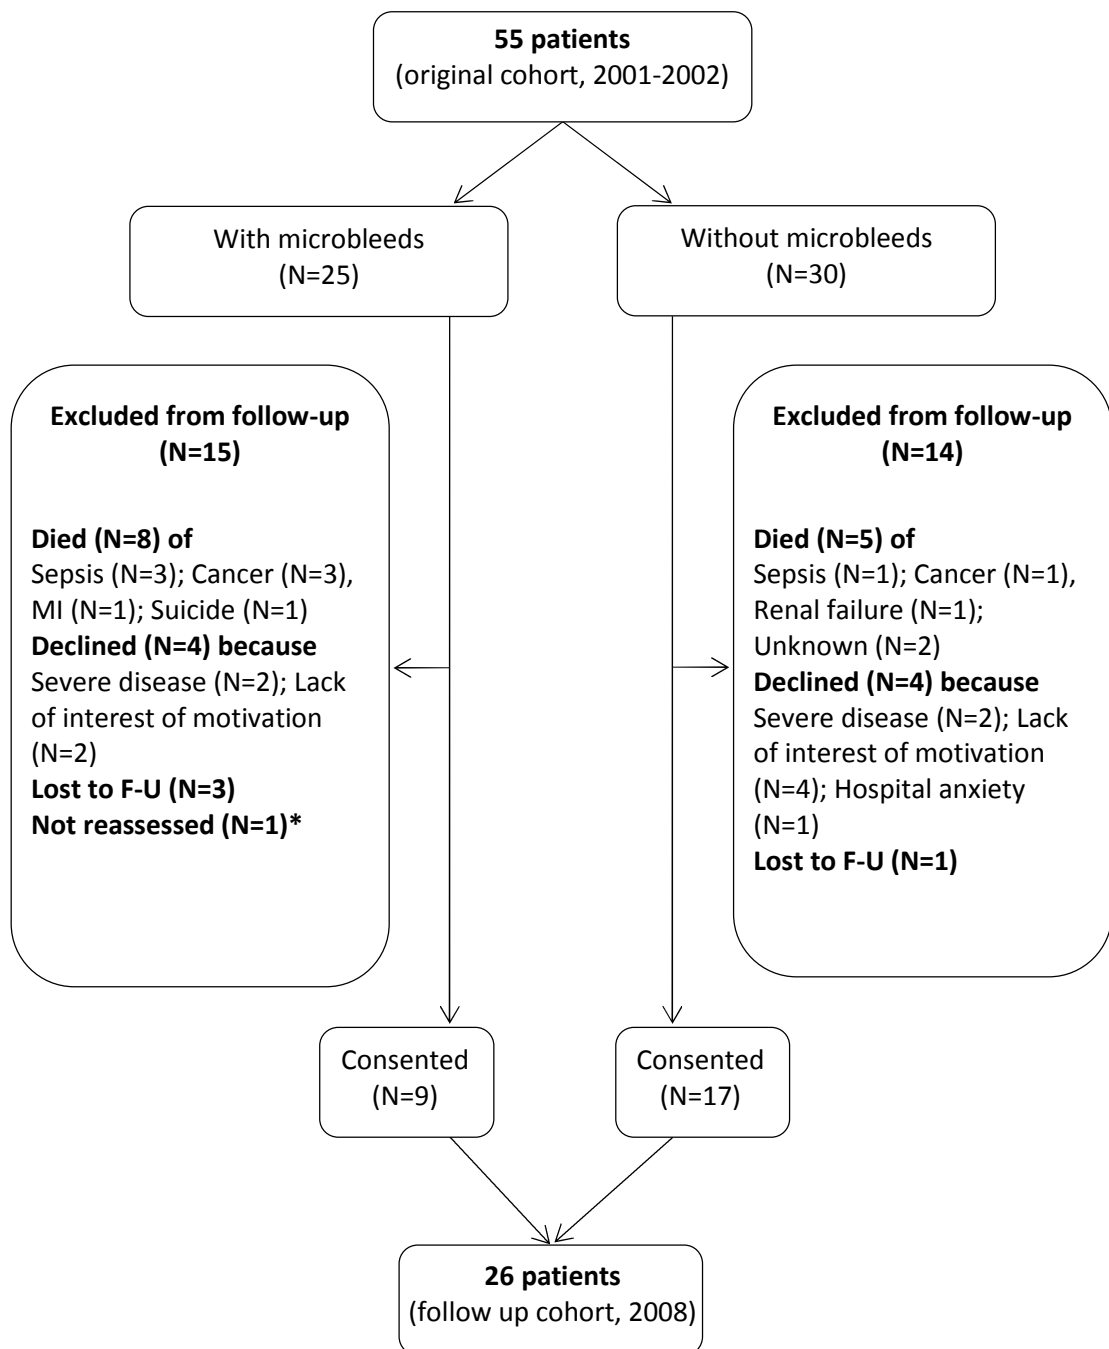 55 patients
(original cohort, 2001-2002)
With microbleeds
(N=25)
Without microbleeds
(N=30)
Excluded from follow-up
(N=15)
Died (N=8) of
Sepsis (N=3); Cancer (N=3),
MI (N=1); Suicide (N=1)
Declined (N=4) because
Severe disease (N=2); Lack
of interest of motivation
(N=2)
Lost to F-U (N=3)
Not reassessed (N=1)*
Excluded from follow-up
(N=14)
Died (N=5) of
Sepsis (N=1); Cancer (N=1),
Renal failure (N=1);
Unknown (N=2)
Declined (N=4) because
Severe disease (N=2); Lack
of interest of motivation
(N=4); Hospital anxiety
(N=1)
Lost to F-U (N=1)
Consented
(N=9)
Consented
(N=17)
26 patients
(follow up cohort, 2008)